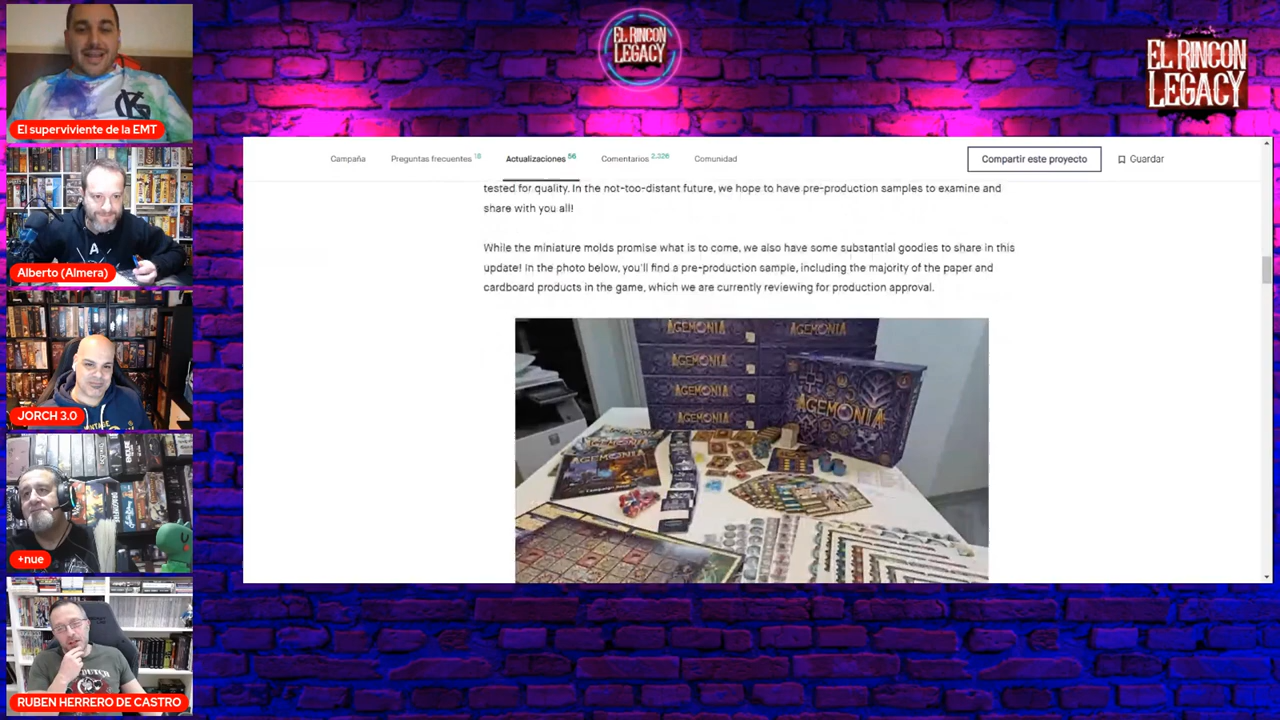 EL RINCON
LEGACY
EL RINCON
LEGACY
El superviviente de la EMT
Alberto (Almera)
JORCH 3.0
+nue
RUBEN HERRERO DE CASTRO
Campaña
Preguntas frecuentes 18
Actualizaciones 56
Comentarios 2.326
Comunidad
Compartir este proyecto
Guardar
tested for quality. In the not-too-distant future, we hope to have pre-production samples to examine and
share with you all!
While the miniature molds promise what is to come, we also have some substantial goodies to share in this
update! In the photo below, you'll find a pre-production sample, including the majority of the paper and
cardboard products in the game, which we are currently reviewing for production approval.
AGEMONIA
AGEMONIA
AGEMONIA
AGEMONIA
AGEMONIA
AGEMONIA
AGEMONIA